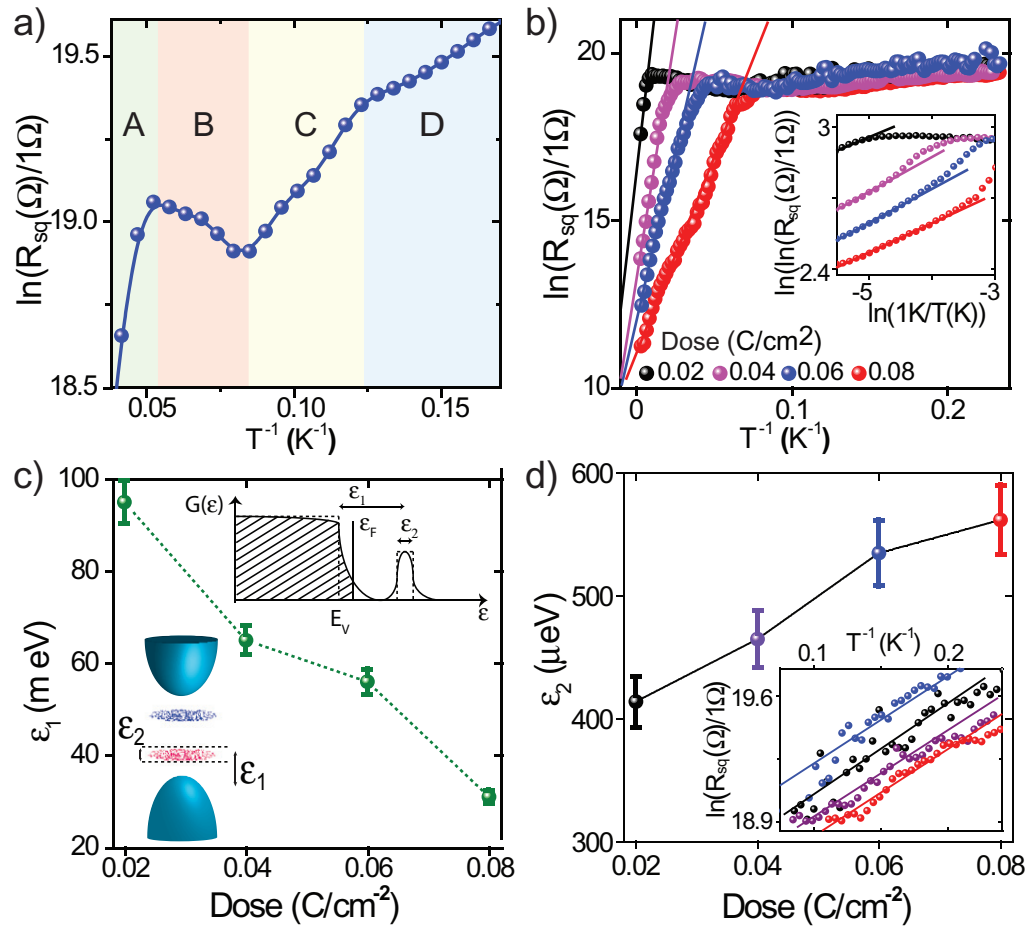 a)
19.5
19.0
18.5
ln(R_sq(Ω)/1Ω)
A B C D
0.05 0.10 0.15
T⁻¹ (K⁻¹)
b)
20
15
10
ln(R_sq(Ω)/1Ω)
3
2.4
ln(ln(R_sq(Ω)/1Ω))
-5 -3
ln(1K/T(K))
Dose (C/cm²)
0.02 0.04 0.06 0.08
0 0.1 0.2
T⁻¹ (K⁻¹)
c)
100
80
60
40
20
ε₁ (m eV)
G(ε)
ε₁
ε_F
ε₂
E_V
ε
ε₂
ε₁
0.02 0.04 0.06 0.08
Dose (C/cm⁻²)
d)
600
500
400
300
ε₂ (μeV)
T⁻¹ (K⁻¹)
0.1 0.2
19.6
18.9
ln(R_sq(Ω)/1Ω)
0.02 0.04 0.06 0.08
Dose (C/cm⁻²)